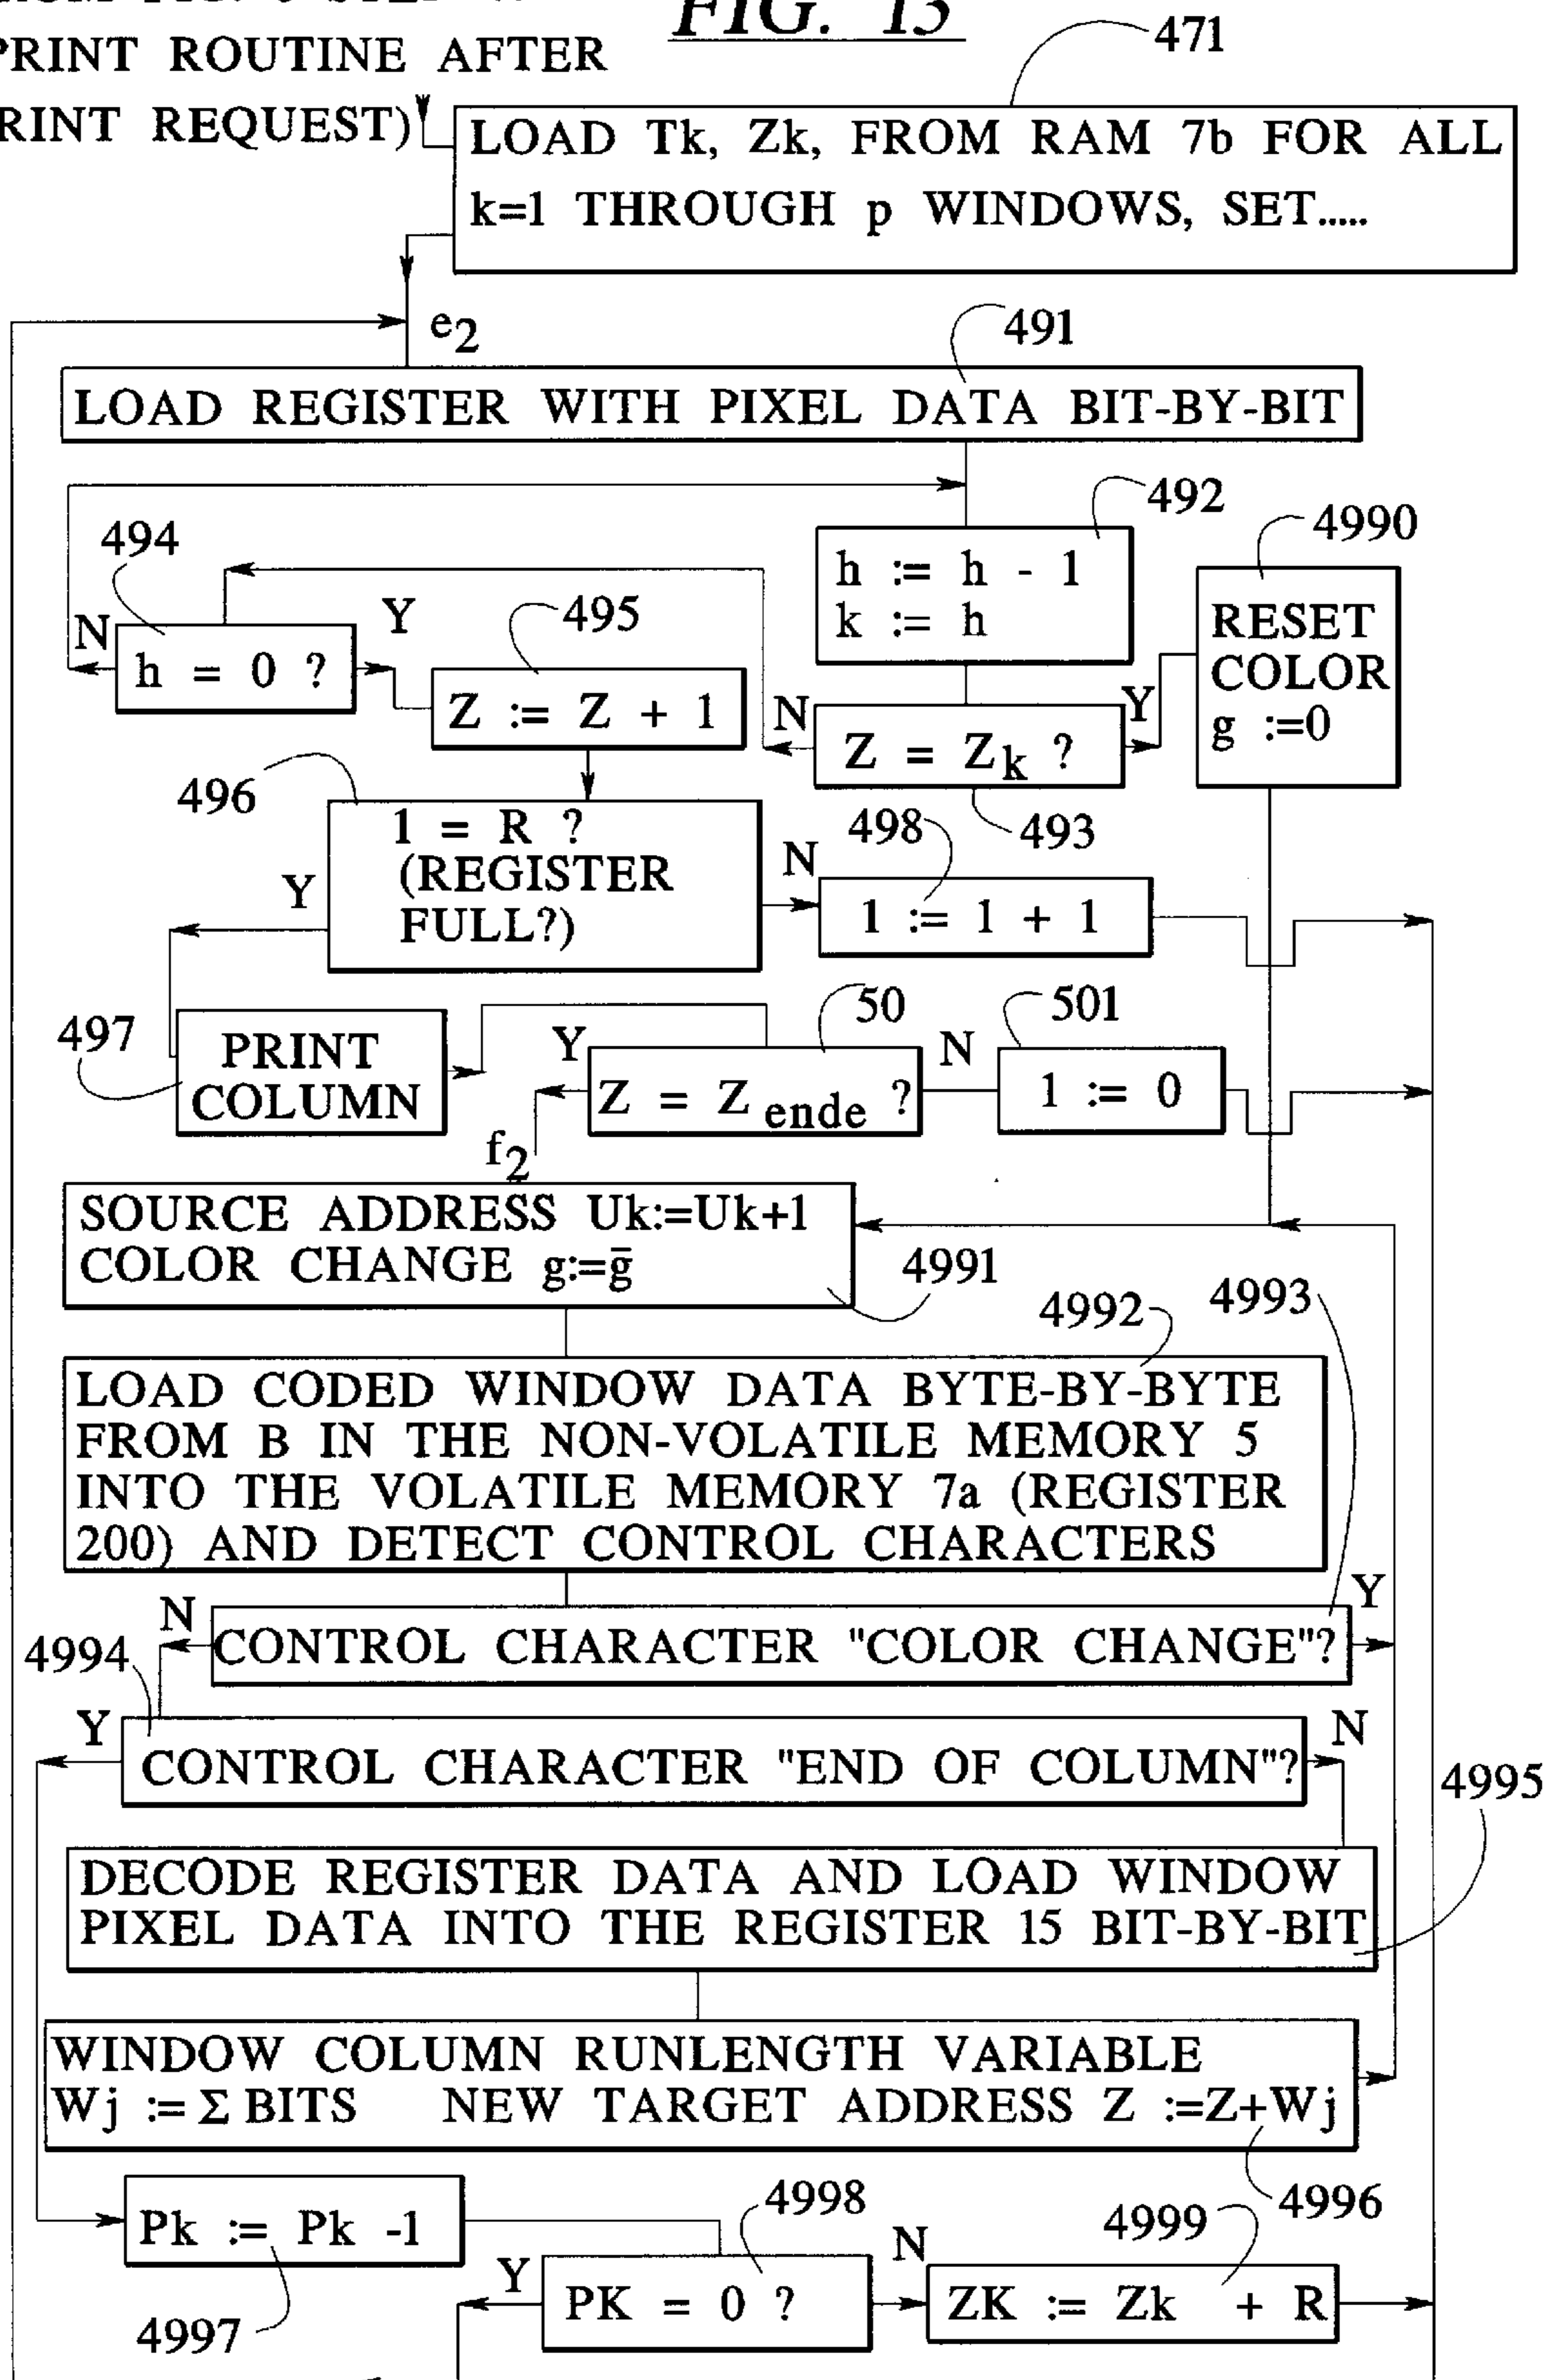 FIG. 13
PRINT ROUTINE AFTER
PRINT REQUEST)
471
LOAD Tk, Zk, FROM RAM 7b FOR ALL
k=1 THROUGH p WINDOWS, SET.....
e2
491
LOAD REGISTER WITH PIXEL DATA BIT-BY-BIT
492
h := h - 1
k := h
4990
RESET
COLOR
g :=0
494
N
h = 0 ?
Y
495
Z := Z + 1
N
Z = Zk ?
Y
493
496
1 = R ?
(REGISTER
FULL?)
Y
N
498
1 := 1 + 1
497
PRINT
COLUMN
50
Y
Z = Z ende ?
N
501
1 := 0
f2
SOURCE ADDRESS Uk:=Uk+1
COLOR CHANGE g:=g̅
4991
4992
4993
LOAD CODED WINDOW DATA BYTE-BY-BYTE
FROM B IN THE NON-VOLATILE MEMORY 5
INTO THE VOLATILE MEMORY 7a (REGISTER
200) AND DETECT CONTROL CHARACTERS
N
CONTROL CHARACTER "COLOR CHANGE"?
Y
4994
Y
CONTROL CHARACTER "END OF COLUMN"?
N
4995
DECODE REGISTER DATA AND LOAD WINDOW
PIXEL DATA INTO THE REGISTER 15 BIT-BY-BIT
WINDOW COLUMN RUNLENGTH VARIABLE
Wj := Σ BITS NEW TARGET ADDRESS Z :=Z+Wj
4996
Pk := Pk -1
4997
4998
Y
PK = 0 ?
N
4999
ZK := Zk + R